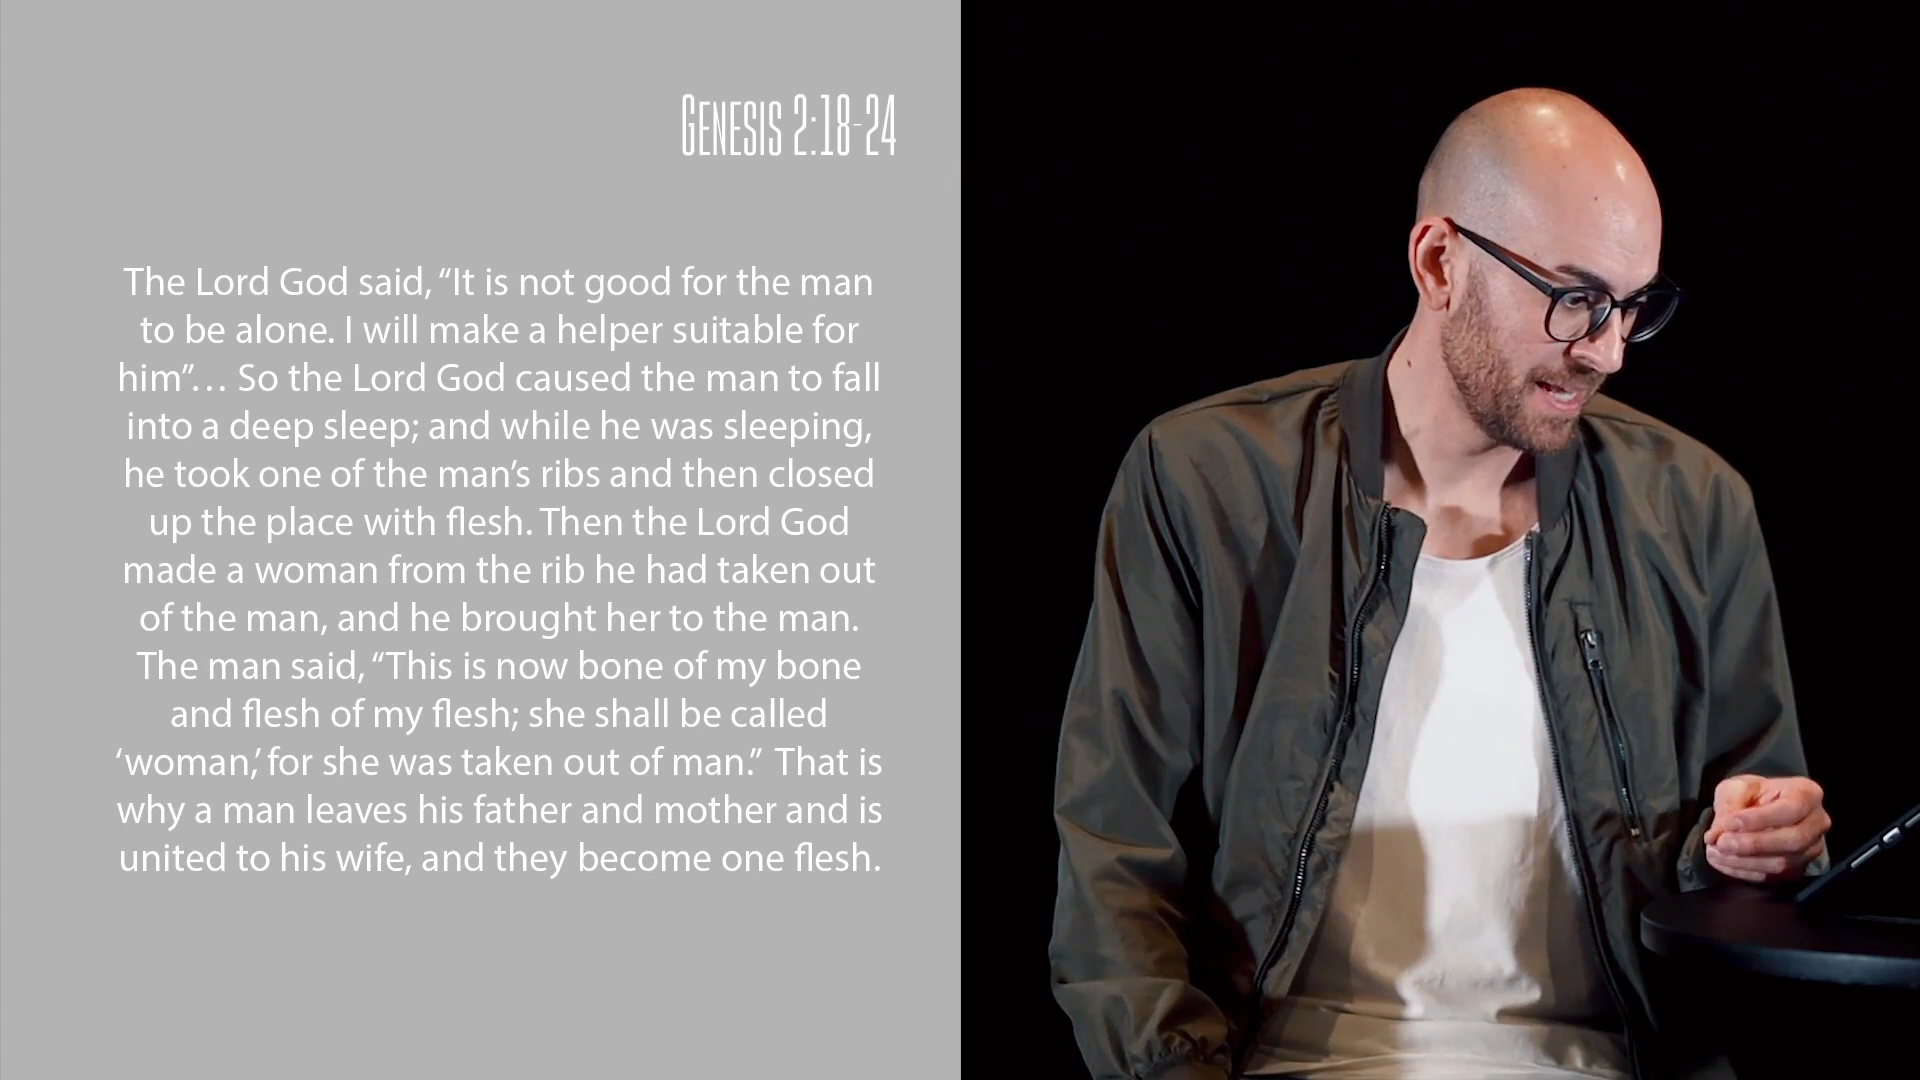 Genesis 2:18-24
The Lord God said, “It is not good for the man
to be alone. I will make a helper suitable for
him”… So the Lord God caused the man to fall
into a deep sleep; and while he was sleeping,
he took one of the man’s ribs and then closed
up the place with flesh. Then the Lord God
made a woman from the rib he had taken out
of the man, and he brought her to the man.
The man said, “This is now bone of my bone
and flesh of my flesh; she shall be called
‘woman,’ for she was taken out of man.” That is
why a man leaves his father and mother and is
united to his wife, and they become one flesh.